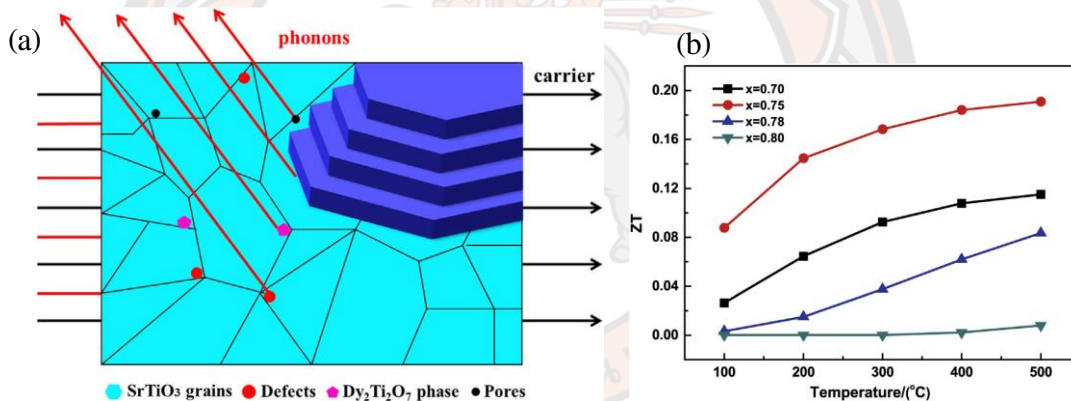 (a)
phonons
carrier
SrTiO₃ grains Defects Dy₂Ti₂O₇ phase Pores
(b)
x=0.70
x=0.75
x=0.78
x=0.80
0.20
0.16
0.12
0.08
0.04
0.00
ZT
100 200 300 400 500
Temperature/(°C)